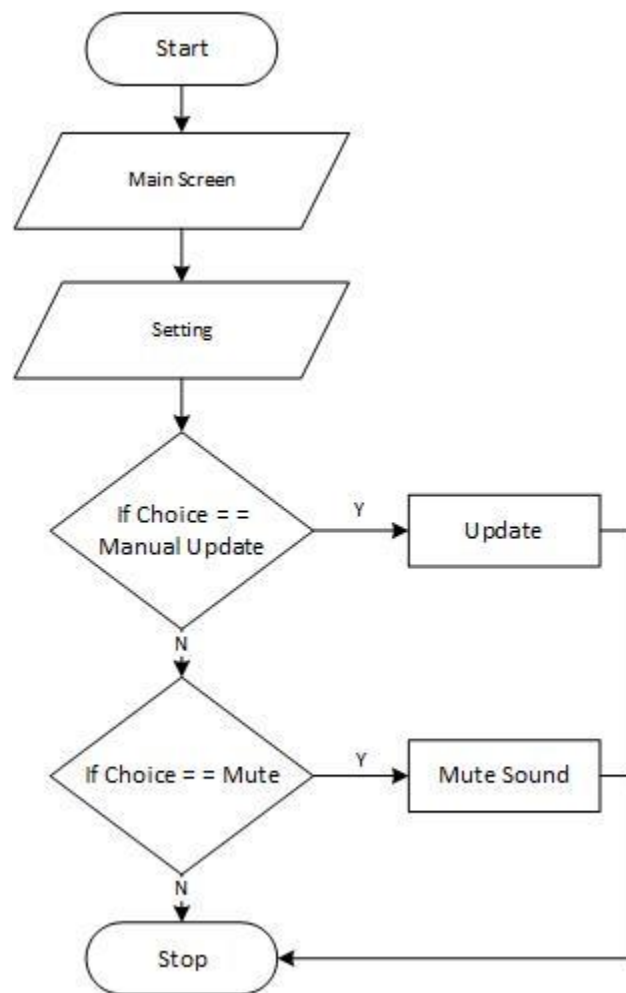 Start
Main Screen
Setting
If Choice = =
Manual Update
Y
Update
N
If Choice = = Mute
Y
Mute Sound
N
Stop